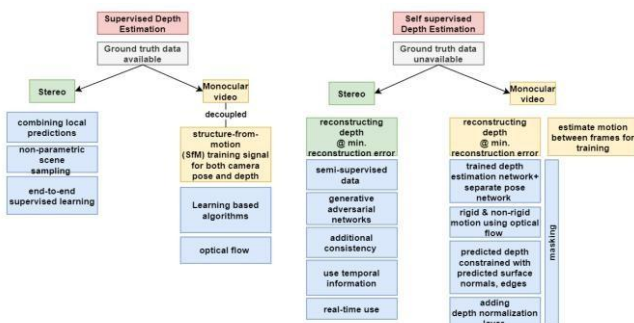 Supervised Depth
Estimation
Ground truth data
available
Stereo
Monocular
video
decoupled
combining local
predictions
non-parametric
scene
sampling
end-to-end
supervised learning
structure-from-
motion
(SfM) training signal
for both camera
pose and depth
Learning based
algorithms
optical flow
Self supervised
Depth Estimation
Ground truth data
unavailable
Stereo
Monocular
video
reconstructing
depth
@ min.
reconstruction error
semi-supervised
data
generative
adversarial
networks
additional
consistency
use temporal
information
real-time use
reconstructing
depth
@ min.
reconstruction error
estimate motion
between frames for
training
trained depth
estimation network+
separate pose
network
rigid & non-rigid
motion using optical
flow
predicted depth
constrained with
predicted surface
normals, edges
adding
depth normalization
layer
masking